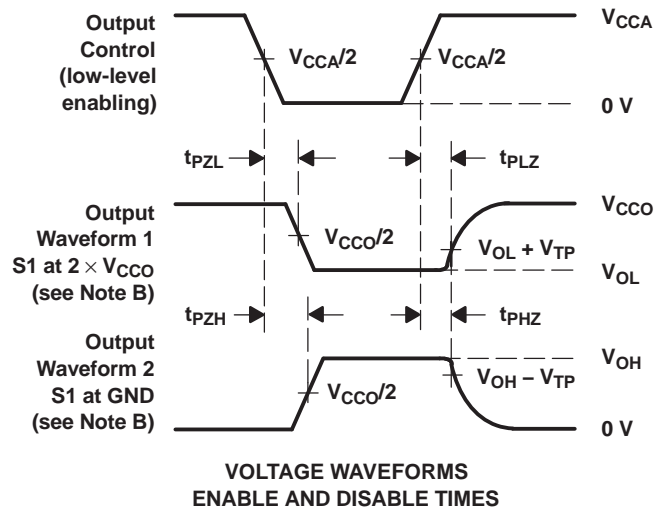 Output
Control
(low-level
enabling)
VCCA/2
VCCA/2
VCCA
0 V
tPZL
tPLZ
Output
Waveform 1
S1 at 2 × VCCO
(see Note B)
VCCO/2
VCCO
VOL + VTP
VOL
tPZH
tPHZ
Output
Waveform 2
S1 at GND
(see Note B)
VCCO/2
VOH
VOH – VTP
0 V
VOLTAGE WAVEFORMS
ENABLE AND DISABLE TIMES